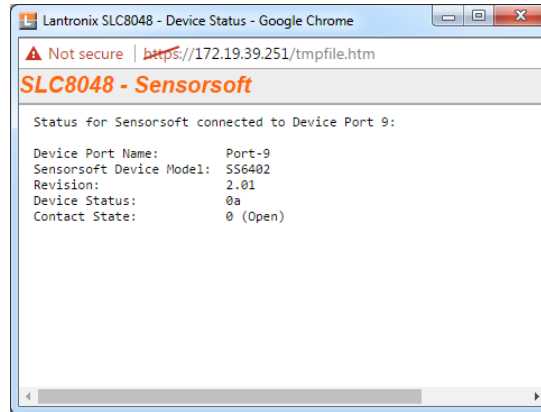 Lantronix SLC8048 - Device Status - Google Chrome
Not secure | https://172.19.39.251/tmpfile.htm
SLC8048 - Sensorsoft
Status for Sensorsoft connected to Device Port 9:
Device Port Name: Port-9
Sensorsoft Device Model: SS6402
Revision: 2.01
Device Status: 0a
Contact State: 0 (Open)